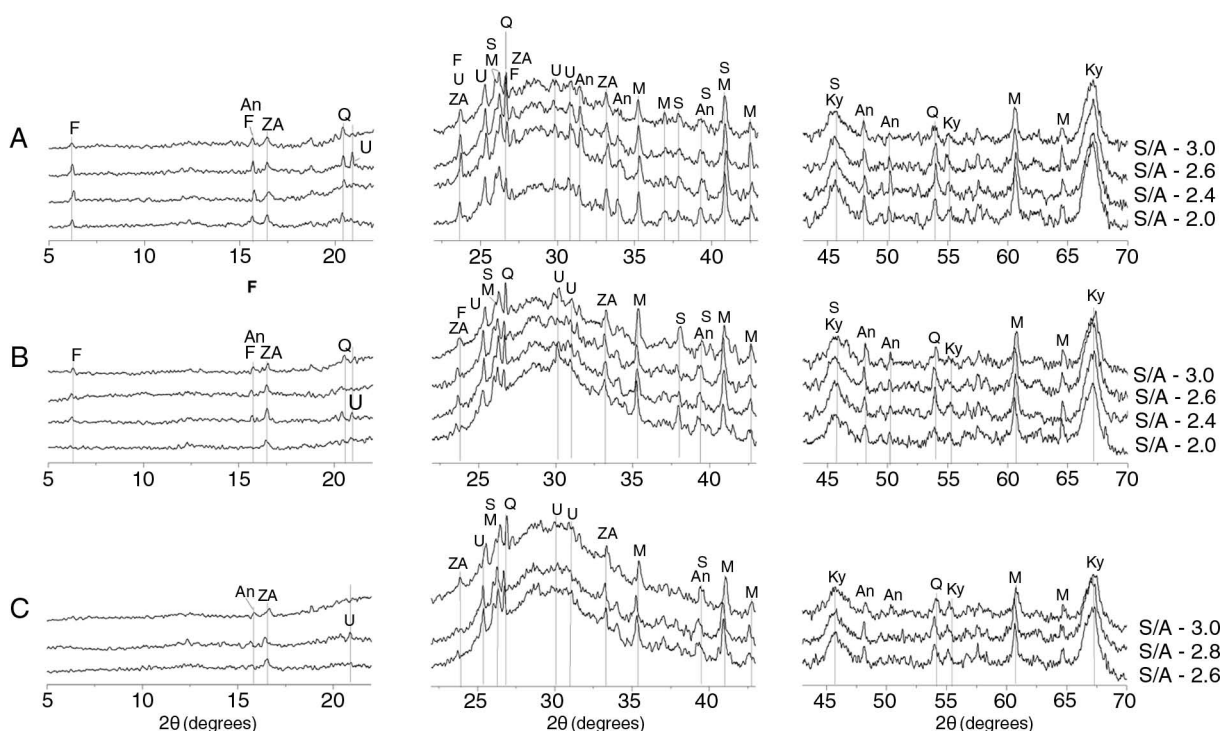 A
F
An
F
ZA
Q
U
5 10 15 20
F
U
ZA
U
S
M
Q
ZA
F
U U An
ZA
An
M
M S
S
An
S
M
M
25 30 35 40
S
Ky
An
An
Q
Ky
M
M
Ky
S/A - 3.0
S/A - 2.6
S/A - 2.4
S/A - 2.0
45 50 55 60 65 70
F
B
F
An
F
ZA
Q
U
5 10 15 20
F
ZA
U
S
M
Q
U
U
ZA
M
S
S
An
M
M
25 30 35 40
S
Ky
An
An
Q
Ky
M
M
Ky
S/A - 3.0
S/A - 2.6
S/A - 2.4
S/A - 2.0
45 50 55 60 65 70
C
An ZA
U
5 10 15 20
2θ (degrees)
ZA
U
S
M
Q
U U
ZA
M
S
An
M
M
25 30 35 40
Ky
An
An
Q
Ky
M
M
Ky
S/A - 3.0
S/A - 2.8
S/A - 2.6
45 50 55 60 65 70
2θ (degrees)